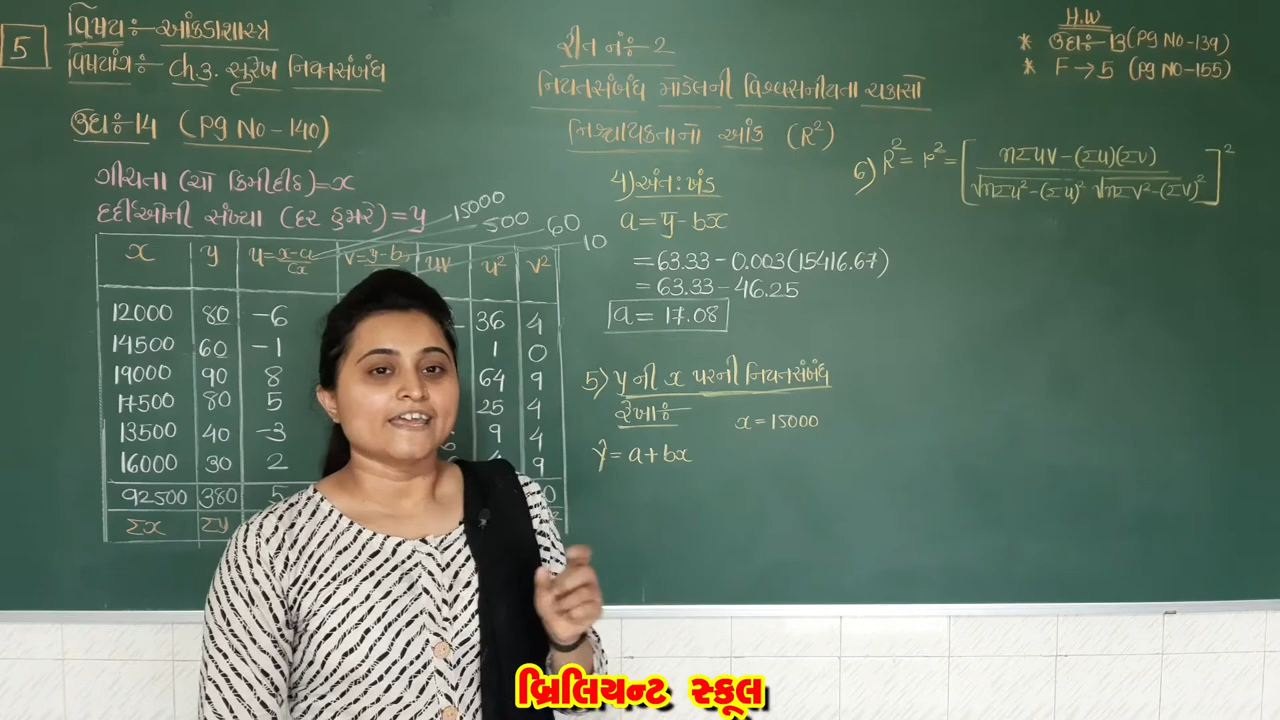 5
વિષય:- આંકડાશાસ્ત્ર
વિષયાંગ:- Ch.3. સુરેખ નિયતસંબંધ
ઉદા:-14 (Pg No-140)
ગીચતા (ચો કિમીદીઠ)=x
દર્દીઓની સંખ્યા (દર હજારે)=y
15000
500
60
10
x y u=x-a/cx v=y-b uv u² v²
12000 80 -6 36 4
14500 60 -1 1 0
19000 90 8 64 9
17500 80 5 25 4
13500 40 -3 9 4
16000 30 2 9
92500 380 5
Σx Σy
રીત નં:- 2
નિયતસંબંધ મોડેલની વિશ્વસનીયતા ચકાસો
નિશ્ચાયકતાનો આંક (R²)
4) અંત:ખંડ
a = ȳ - bx̄
= 63.33 - 0.003(15416.67)
= 63.33 - 46.25
a = 17.08
5) y ની x પરની નિયતસંબંધ
રેખા:- x = 15000
ŷ = a + bx
H.W
* ઉદા:- 13 (Pg No-139)
* F → 5 (Pg No-155)
6) R² = r² = [nΣuv - (Σu)(Σv) / √nΣu² - (Σu)² √nΣv² - (Σv)²]²
બ્રિલિયન્ટ સ્કૂલ